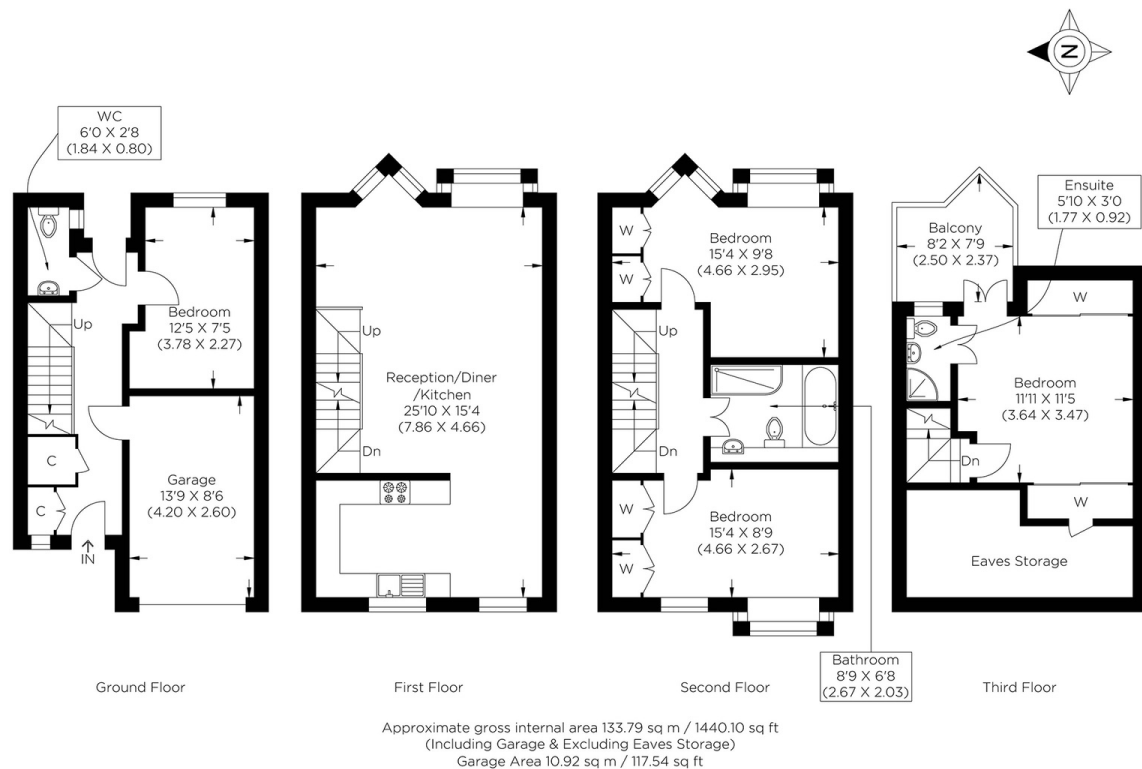 N
WC
6'0 X 2'8
(1.84 X 0.80)
Up
Bedroom
12'5 X 7'5
(3.78 X 2.27)
C
C
Garage
13'9 X 8'6
(4.20 X 2.60)
IN
Ground Floor
Up
Reception/Diner
/Kitchen
25'10 X 15'4
(7.86 X 4.66)
Dn
First Floor
W
W
Bedroom
15'4 X 9'8
(4.66 X 2.95)
Up
Dn
W
W
Bedroom
15'4 X 8'9
(4.66 X 2.67)
Bathroom
8'9 X 6'8
(2.67 X 2.03)
Second Floor
Ensuite
5'10 X 3'0
(1.77 X 0.92)
Balcony
8'2 X 7'9
(2.50 X 2.37)
W
Bedroom
11'11 X 11'5
(3.64 X 3.47)
Dn
W
Eaves Storage
Third Floor
Approximate gross internal area 133.79 sq m / 1440.10 sq ft
(Including Garage & Excluding Eaves Storage)
Garage Area 10.92 sq m / 117.54 sq ft